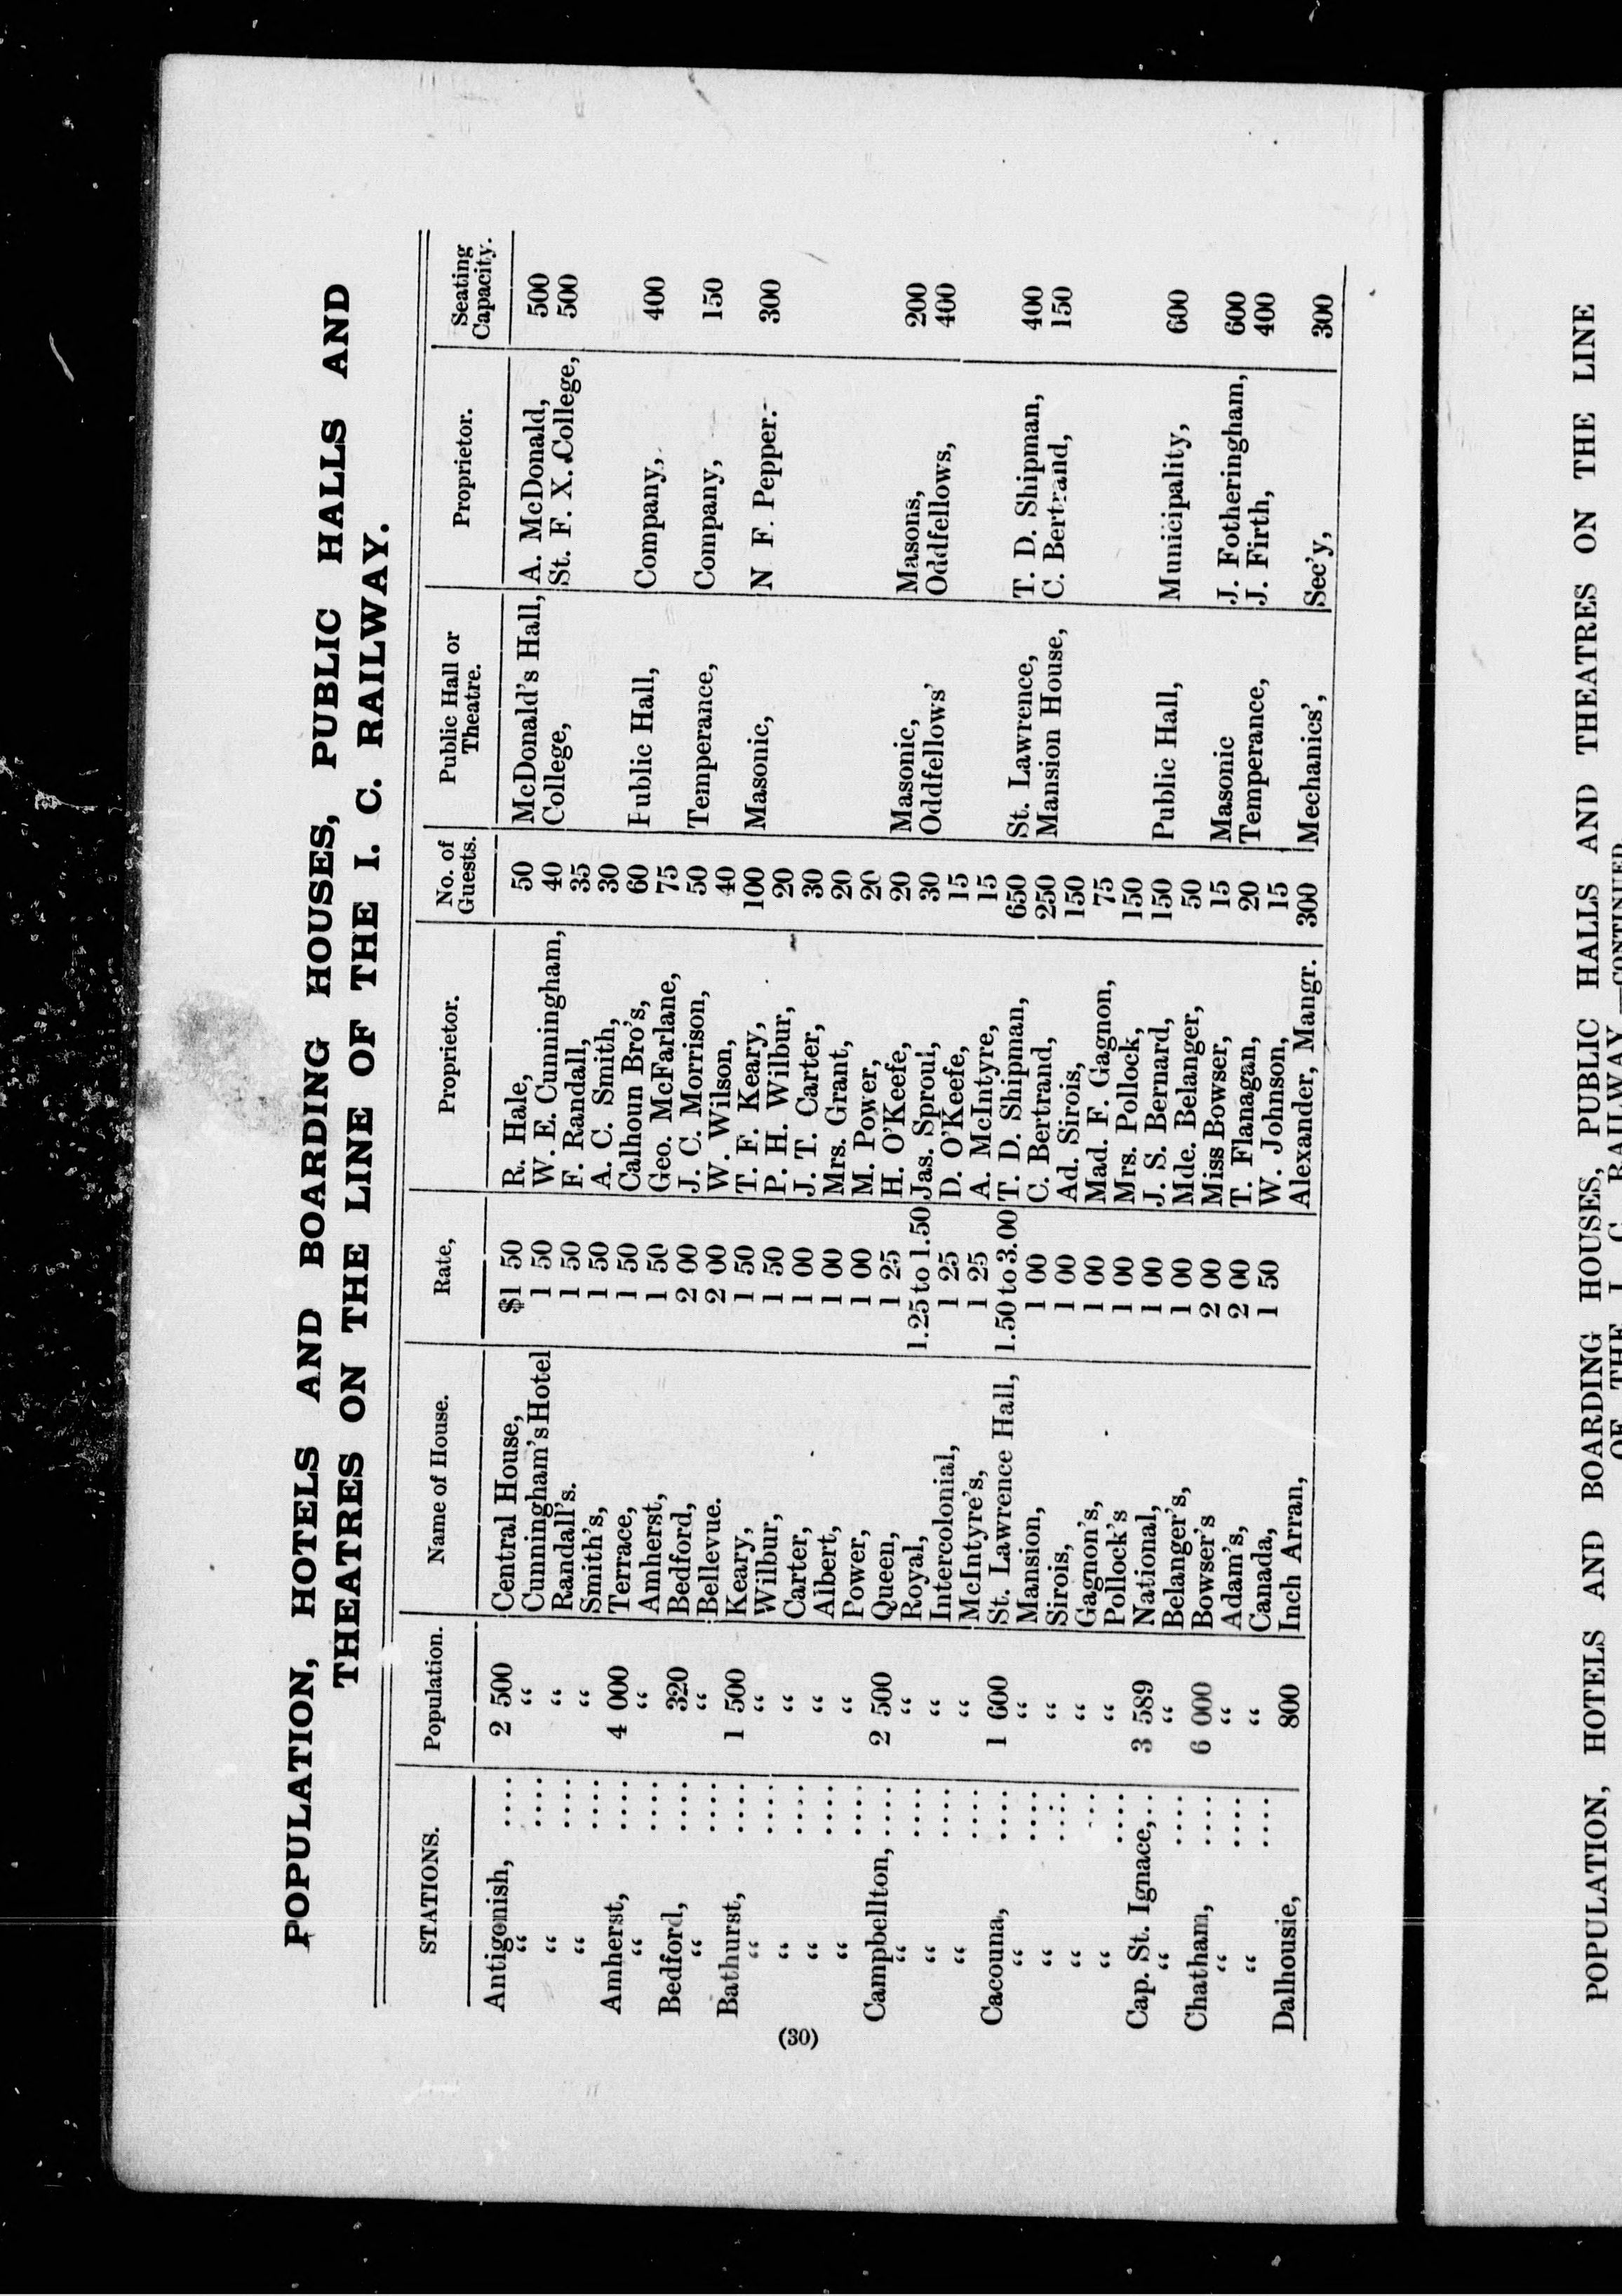 POPULATION, HOTELS AND BOARDING HOUSES, PUBLIC HALLS AND
THEATRES ON THE LINE OF THE I. C. RAILWAY.
STATIONS. Population. Name of House. Rate, Proprietor. No. of Guests. Public Hall or Theatre. Proprietor. Seating Capacity.
Antigonish, .... 2 500 Central House, $1 50 R. Hale, 50 McDonald's Hall, A. McDonald, 500
" .... " Cunningham's Hotel 1 50 W. E. Cunningham, 40 College, St. F. X. College, 500
" .... " Randall's. 1 50 F. Randall, 35
" .... " Smith's, 1 50 A. C. Smith, 30
Amherst, .... 4 000 Terrace, 1 50 Calhoun Bro's, 60 Public Hall, Company, 400
" .... " Amherst, 1 50 Geo. McFarlane, 75
Bedford, .... 320 Bedford, 2 00 J. C. Morrison, 50 Temperance, Company, 150
" .... " Bellevue. 2 00 W. Wilson, 40
Bathurst, .... 1 500 Keary, 1 50 T. F. Keary, 100 Masonic, N F. Pepper. 300
" .... " Wilbur, 1 50 P. H. Wilbur, 20
" .... " Carter, 1 00 J. T. Carter, 30
" .... " Albert, 1 00 Mrs. Grant, 20
" .... " Power, 1 00 M. Power, 20
Campbellton, .... 2 500 Queen, 1 25 H. O'Keefe, 20 Masonic, Masons, 200
" .... " Royal, 1.25 to 1.50 Jas. Sproul, 30 Oddfellows' Oddfellows, 400
" .... " Intercolonial, 1 25 D. O'Keefe, 15
" .... " McIntyre's, 1 25 A. McIntyre, 15
Cacouna, .... 1 600 St. Lawrence Hall, 1.50 to 3.00 T. D. Shipman, 650 St. Lawrence, T. D. Shipman, 400
" .... " Mansion, 1 00 C. Bertrand, 250 Mansion House, C. Bertrand, 150
" .... " Sirois, 1 00 Ad. Sirois, 150
" .... " Gagnon's, 1 00 Mad. F. Gagnon, 75
" .... " Pollock's 1 00 Mrs. Pollock, 150
Cap. St. Ignace, .. 3 589 National, 1 00 J. S. Bernard, 150 Public Hall, Municipality, 600
" .... " Belanger's, 1 00 Mde. Belanger, 50
Chatham, .... 6 000 Bowser's 2 00 Miss Bowser, 15 Masonic J. Fotheringham, 600
" .... " Adam's, 2 00 T. Flanagan, 20 Temperance, J. Firth, 400
" .... " Canada, 1 50 W. Johnson, 15
Dalhousie, 800 Inch Arran, Alexander, Mangr. 300 Mechanics', Sec'y, 300
(30)
POPULATION, HOTELS AND BOARDING HOUSES, PUBLIC HALLS AND THEATRES ON THE LINE
OF THE I. C. RAILWAY—CONTINUED